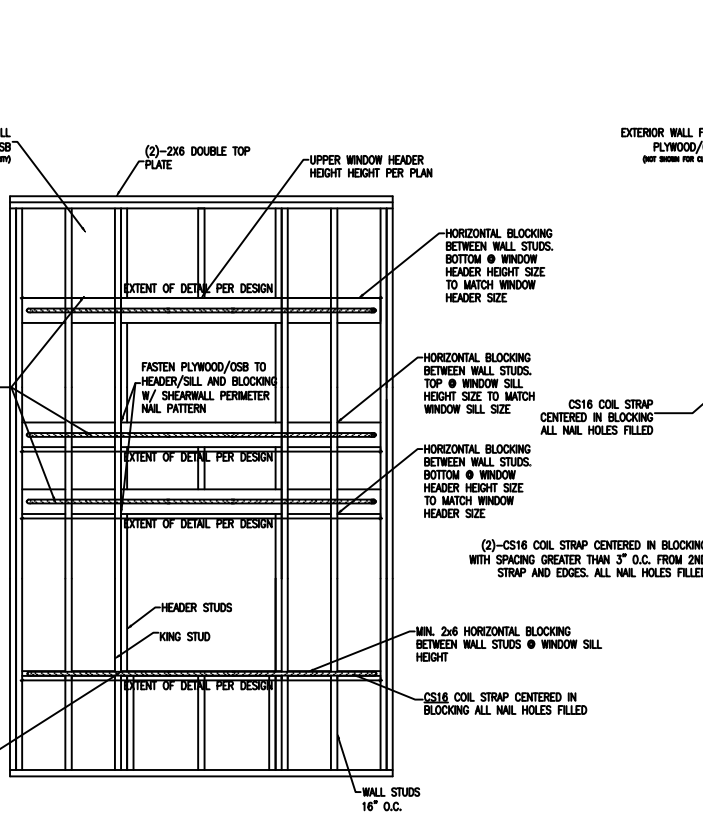 LL
SB
(2)-2X6 DOUBLE TOP
PLATE
UPPER WINDOW HEADER
HEIGHT HEIGHT PER PLAN
EXTERIOR WALL F
PLYWOOD/
(NOT SHOWN FOR CL
HORIZONTAL BLOCKING
BETWEEN WALL STUDS.
BOTTOM @ WINDOW
HEADER HEIGHT SIZE
TO MATCH WINDOW
HEADER SIZE
EXTENT OF DETAIL PER DESIGN
FASTEN PLYWOOD/OSB TO
HEADER/SILL AND BLOCKING
W/ SHEARWALL PERIMETER
NAIL PATTERN
HORIZONTAL BLOCKING
BETWEEN WALL STUDS.
TOP @ WINDOW SILL
HEIGHT SIZE TO MATCH
WINDOW SILL SIZE
CS16 COIL STRAP
CENTERED IN BLOCKING
ALL NAIL HOLES FILLED
EXTENT OF DETAIL PER DESIGN
HORIZONTAL BLOCKING
BETWEEN WALL STUDS.
BOTTOM @ WINDOW
HEADER HEIGHT SIZE
TO MATCH WINDOW
HEADER SIZE
EXTENT OF DETAIL PER DESIGN
(2)-CS16 COIL STRAP CENTERED IN BLOCKING
WITH SPACING GREATER THAN 3" O.C. FROM 2ND
STRAP AND EDGES. ALL NAIL HOLES FILLED
HEADER STUDS
KING STUD
MIN. 2x6 HORIZONTAL BLOCKING
BETWEEN WALL STUDS @ WINDOW SILL
HEIGHT
EXTENT OF DETAIL PER DESIGN
CS16 COIL STRAP CENTERED IN
BLOCKING ALL NAIL HOLES FILLED
WALL STUDS
16" O.C.